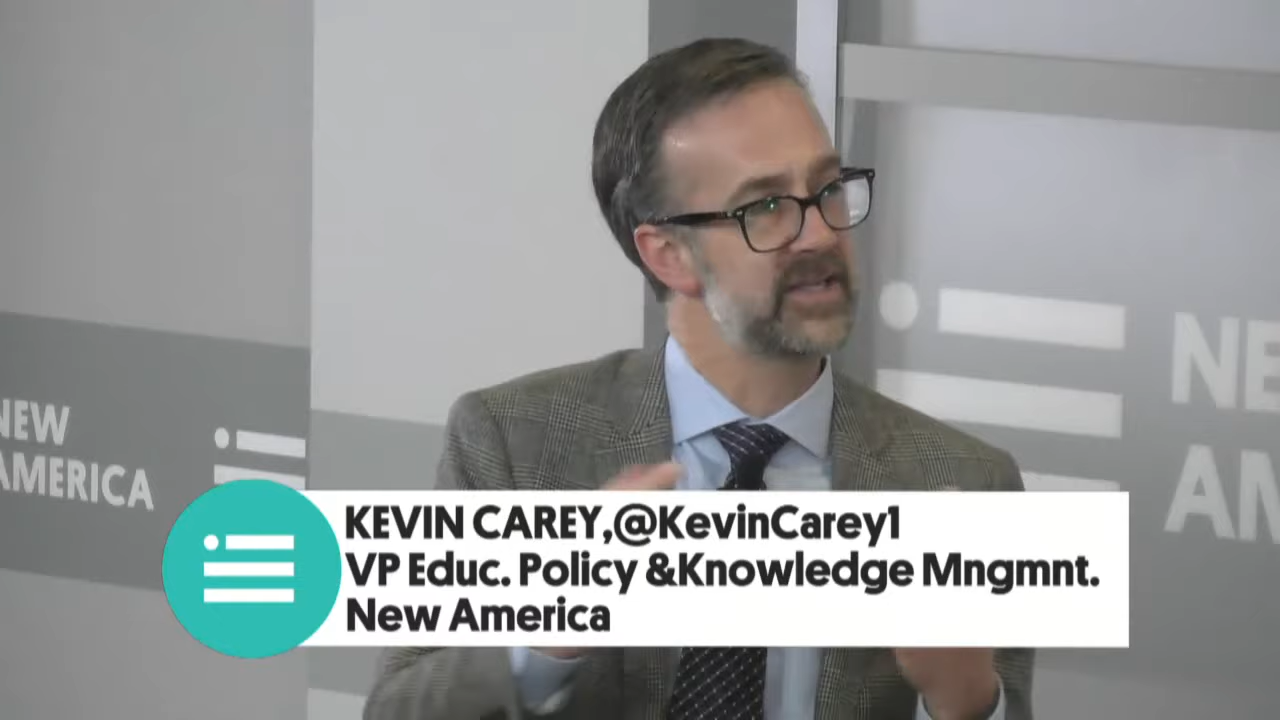 NEW
AMERICA
NE
AM
KEVIN CAREY,@KevinCarey1
VP Educ. Policy &Knowledge Mngmnt.
New America